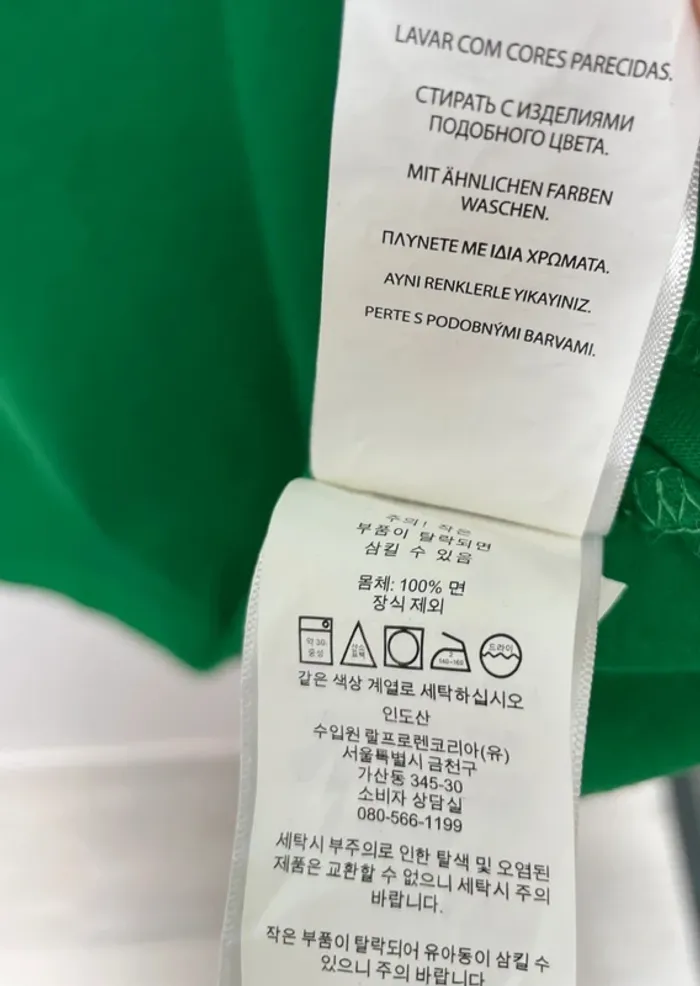 LAVAR COM CORES PARECIDAS.
СТИРАТЬ С ИЗДЕЛИЯМИ
ПОДОБНОГО ЦВЕТА.
MIT ÄHNLICHEN FARBEN
WASCHEN.
ΠΛΥΝΕΤΕ ΜΕ ΙΔΙΑ ΧΡΩΜΑΤΑ.
AYNI RENKLERLE YIKAYINIZ.
PERTE S PODOBNÝMI BARVAMI.
주의! 작은
부품이 탈락되면
삼킬 수 있음
몸체: 100% 면
장식 제외
약 30 산소 2 드라이
중성 표백 140~160
같은 색상 계열로 세탁하십시오
인도산
수입원 랄프로렌코리아(유)
서울특별시 금천구
가산동 345-30
소비자 상담실
080-566-1199
세탁시 부주의로 인한 탈색 및 오염된
제품은 교환할 수 없으니 세탁시 주의
바랍니다.
작은 부품이 탈락되어 유아동이 삼킬 수
있으니 주의 바랍니다